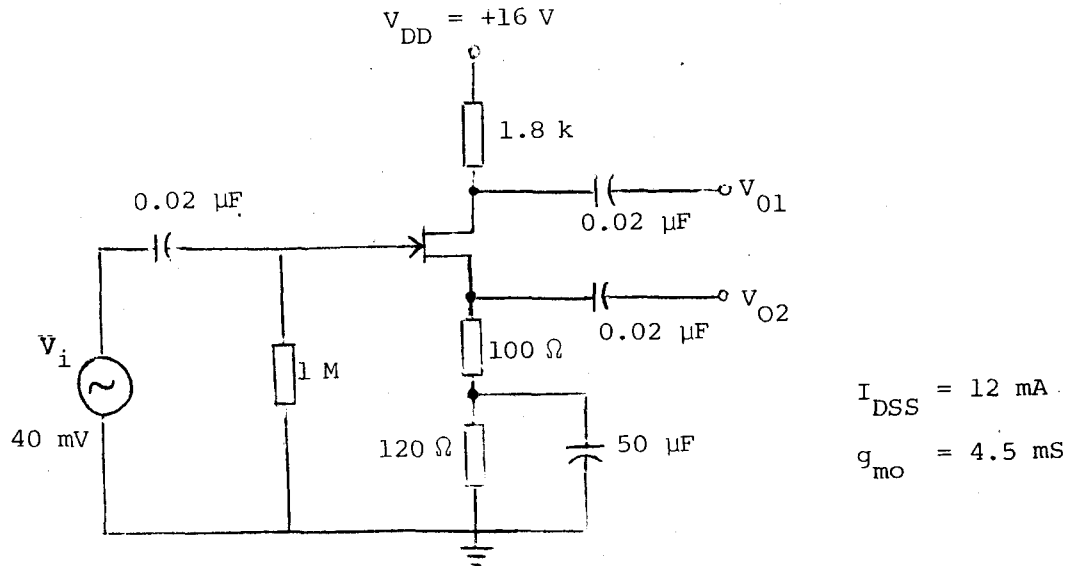 V_DD = +16 V
1.8 k
0.02 µF
V_O1
0.02 µF
V_O2
0.02 µF
100 Ω
V_i
1 M
40 mV
120 Ω
50 µF
I_DSS = 12 mA
g_mo = 4.5 mS